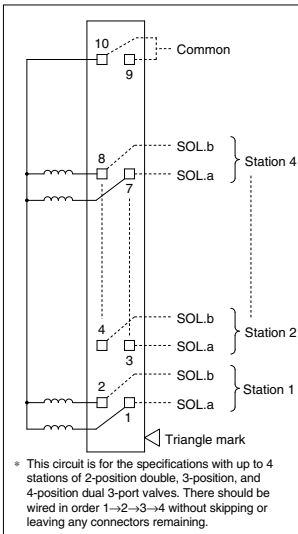 10
Common
9
8
SOL.b
Station 4
SOL.a
7
4
SOL.b
Station 2
SOL.a
3
SOL.b
2
Station 1
SOL.a
1
Triangle mark
* This circuit is for the specifications with up to 4
stations of 2-position double, 3-position, and
4-position dual 3-port valves. There should be
wired in order 1→2→3→4 without skipping or
leaving any connectors remaining.